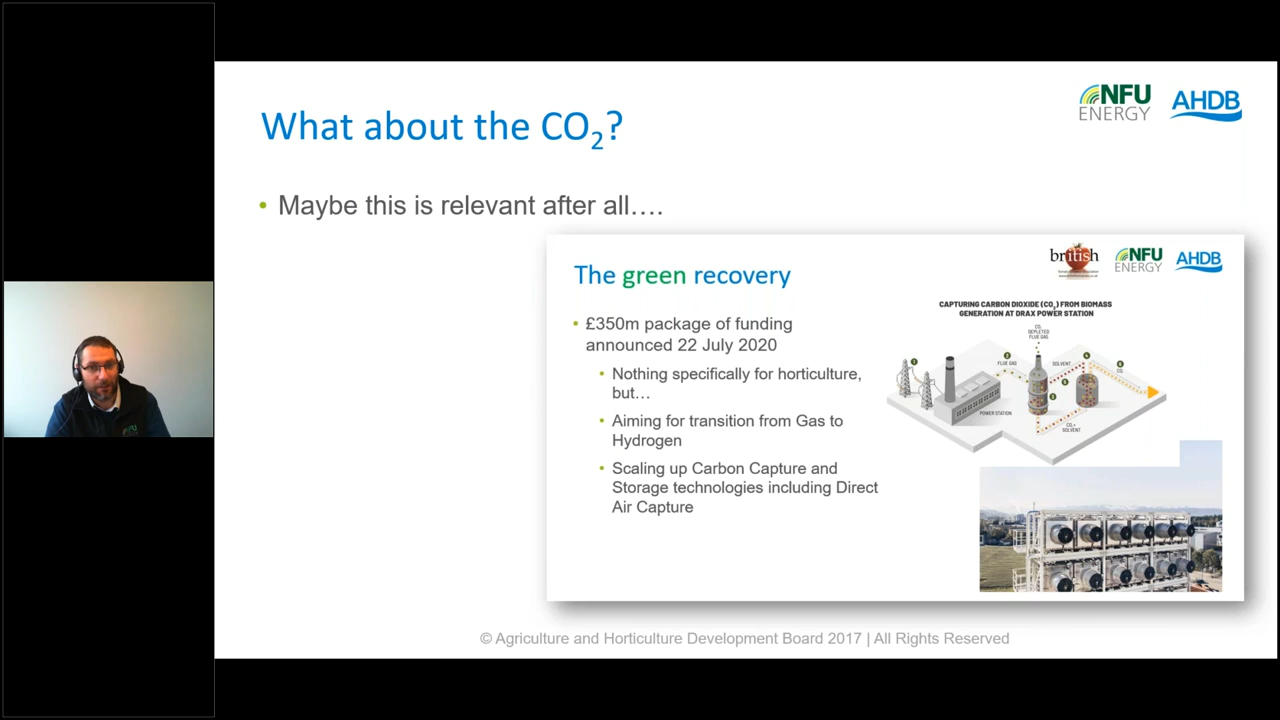 What about the CO₂?
NFU
ENERGY
AHDB
• Maybe this is relevant after all….
The green recovery
british
NFU
ENERGY
AHDB
• £350m package of funding
announced 22 July 2020
• Nothing specifically for horticulture,
but…
• Aiming for transition from Gas to
Hydrogen
• Scaling up Carbon Capture and
Storage technologies including Direct
Air Capture
CAPTURING CARBON DIOXIDE (CO₂) FROM BIOMASS
GENERATION AT DRAX POWER STATION
CO₂
DEPLETED
FLUE GAS
FLUE GAS
SOLVENT
CO₂
POWER STATION
CO₂+
SOLVENT
© Agriculture and Horticulture Development Board 2017 | All Rights Reserved